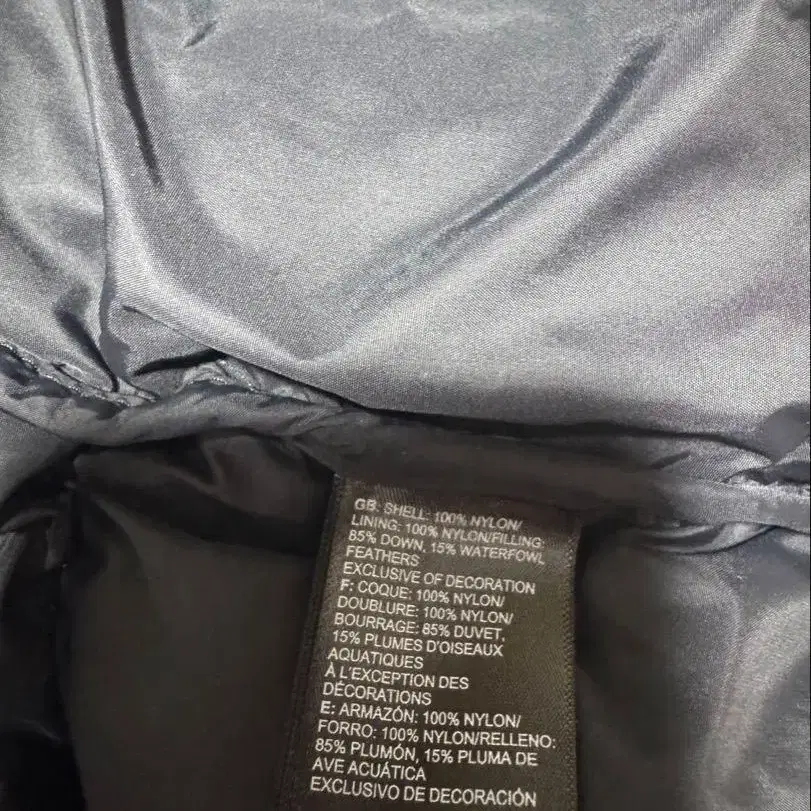 GB: SHELL: 100% NYLON/
LINING: 100% NYLON/FILLING:
85% DOWN, 15% WATERFOWL
FEATHERS
EXCLUSIVE OF DECORATION
F: COQUE: 100% NYLON/
DOUBLURE: 100% NYLON/
BOURRAGE: 85% DUVET,
15% PLUMES D'OISEAUX
AQUATIQUES
À L'EXCEPTION DES
DÉCORATIONS
E: ARMAZÓN: 100% NYLON/
FORRO: 100% NYLON/RELLENO:
85% PLUMÓN, 15% PLUMA DE
AVE ACUÁTICA
EXCLUSIVO DE DECORACIÓN